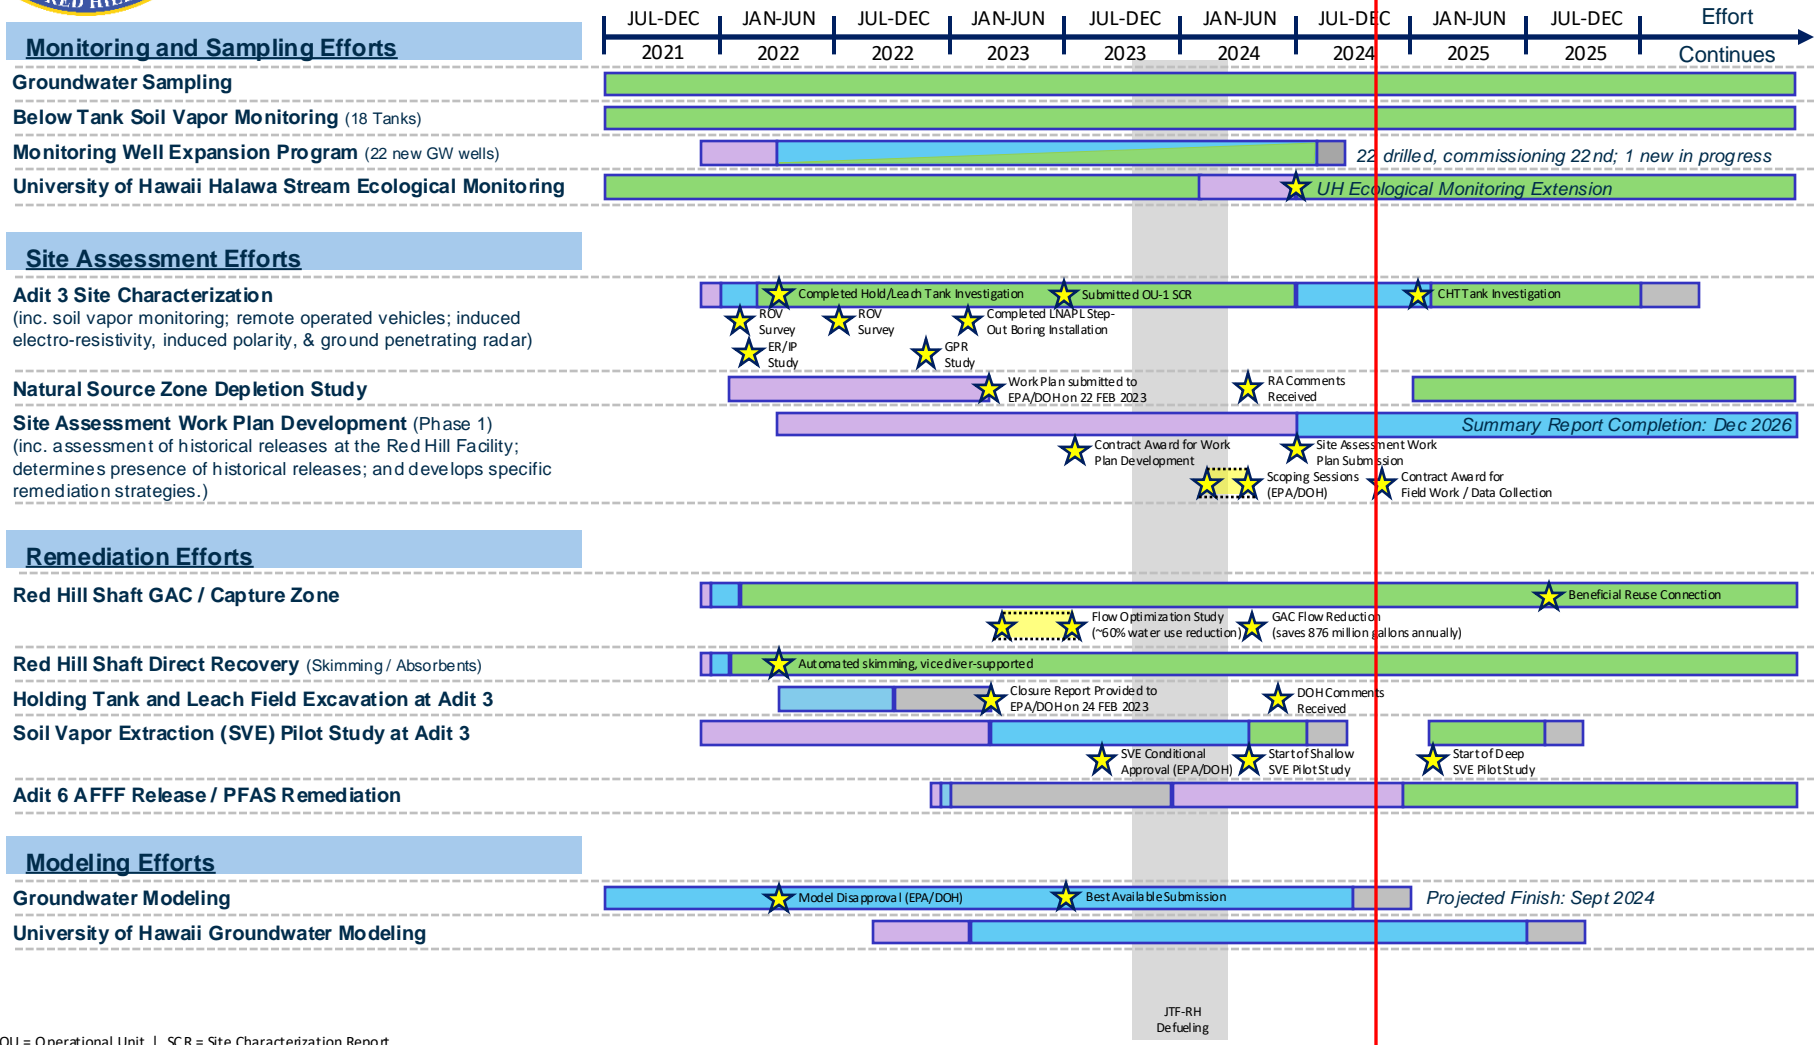 RED HILL
JUL-DEC JAN-JUN JUL-DEC JAN-JUN JUL-DEC JAN-JUN JUL-DEC JAN-JUN JUL-DEC Effort
2021 2022 2022 2023 2023 2024 2024 2025 2025 Continues
Monitoring and Sampling Efforts
Groundwater Sampling
Below Tank Soil Vapor Monitoring (18 Tanks)
Monitoring Well Expansion Program (22 new GW wells)
22 drilled, commissioning 22nd; 1 new in progress
University of Hawaii Halawa Stream Ecological Monitoring
UH Ecological Monitoring Extension
Site Assessment Efforts
Adit 3 Site Characterization
(inc. soil vapor monitoring; remote operated vehicles; induced
electro-resistivity, induced polarity, & ground penetrating radar)
Completed Hold/Leach Tank Investigation
Submitted OU-1 SCR
CHT Tank Investigation
ROV
Survey
ROV
Survey
Completed LNAPL Step-
Out Boring Installation
ER/IP
Study
GPR
Study
Natural Source Zone Depletion Study
Work Plan submitted to
EPA/DOH on 22 FEB 2023
RA Comments
Received
Site Assessment Work Plan Development (Phase 1)
(inc. assessment of historical releases at the Red Hill Facility;
determines presence of historical releases; and develops specific
remediation strategies.)
Summary Report Completion: Dec 2026
Contract Award for Work
Plan Development
Site Assessment Work
Plan Submission
Scoping Sessions
(EPA/DOH)
Contract Award for
Field Work / Data Collection
Remediation Efforts
Red Hill Shaft GAC / Capture Zone
Beneficial Reuse Connection
Flow Optimization Study
(~60% water use reduction)
GAC Flow Reduction
(saves 876 million gallons annually)
Red Hill Shaft Direct Recovery (Skimming / Absorbents)
Automated skimming, vice diver-supported
Holding Tank and Leach Field Excavation at Adit 3
Closure Report Provided to
EPA/DOH on 24 FEB 2023
DOH Comments
Received
Soil Vapor Extraction (SVE) Pilot Study at Adit 3
SVE Conditional
Approval (EPA/DOH)
Start of Shallow
SVE Pilot Study
Start of Deep
SVE Pilot Study
Adit 6 AFFF Release / PFAS Remediation
Modeling Efforts
Groundwater Modeling
Model Disapproval (EPA/DOH)
Best Available Submission
Projected Finish: Sept 2024
University of Hawaii Groundwater Modeling
JTF-RH
Defueling
OU = Operational Unit | SCR = Site Characterization Report